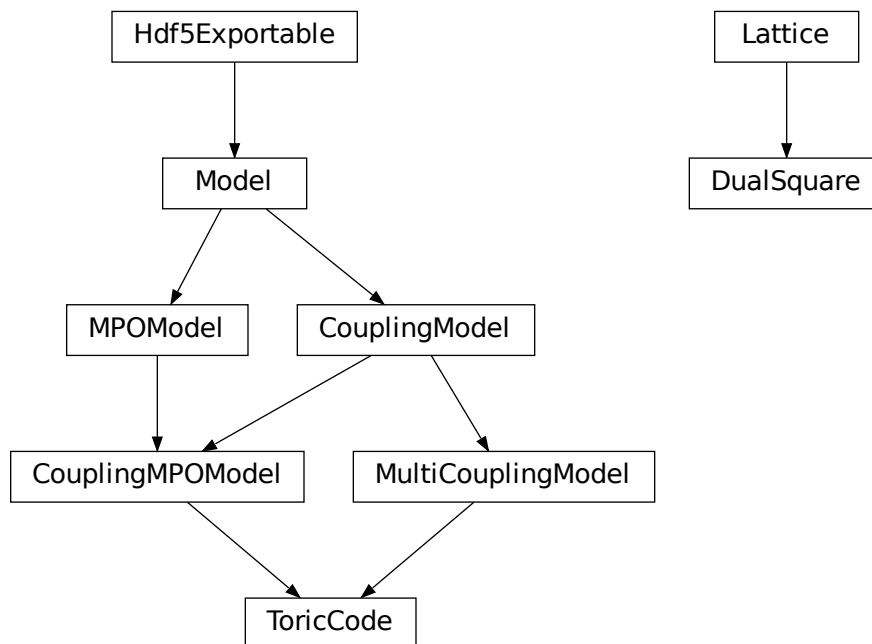 Hdf5Exportable
Lattice
Model
DualSquare
MPOModel
CouplingModel
CouplingMPOModel
MultiCouplingModel
ToricCode